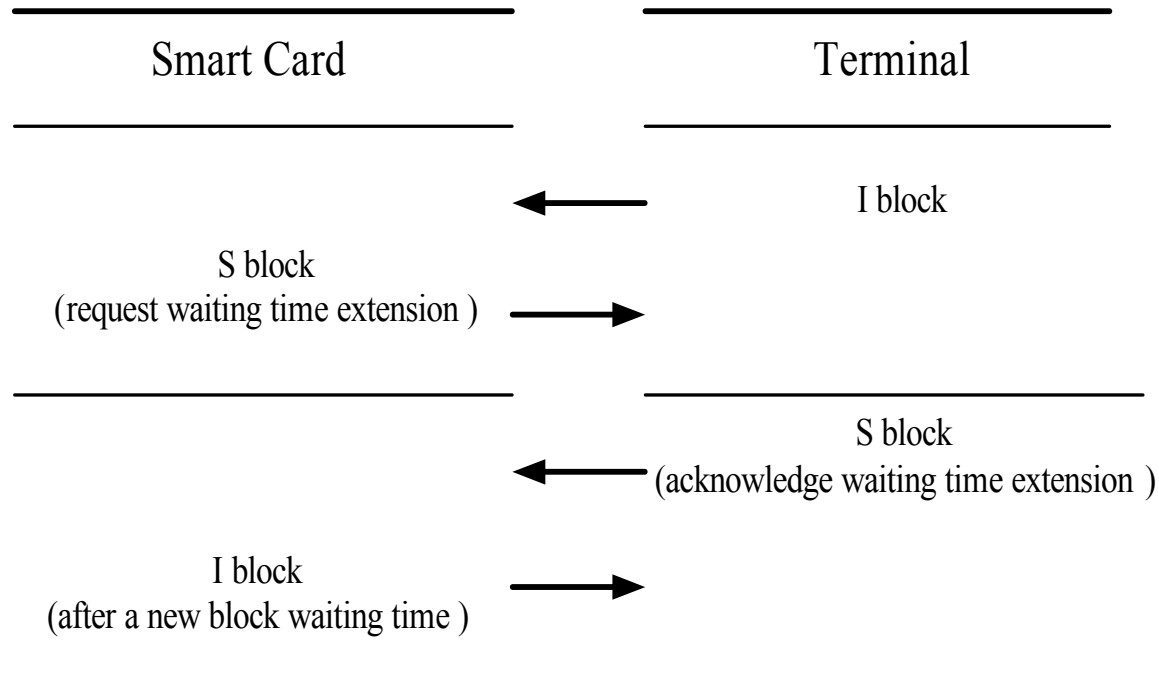 Smart Card
Terminal
I block
S block
(request waiting time extension )
S block
(acknowledge waiting time extension )
I block
(after a new block waiting time )